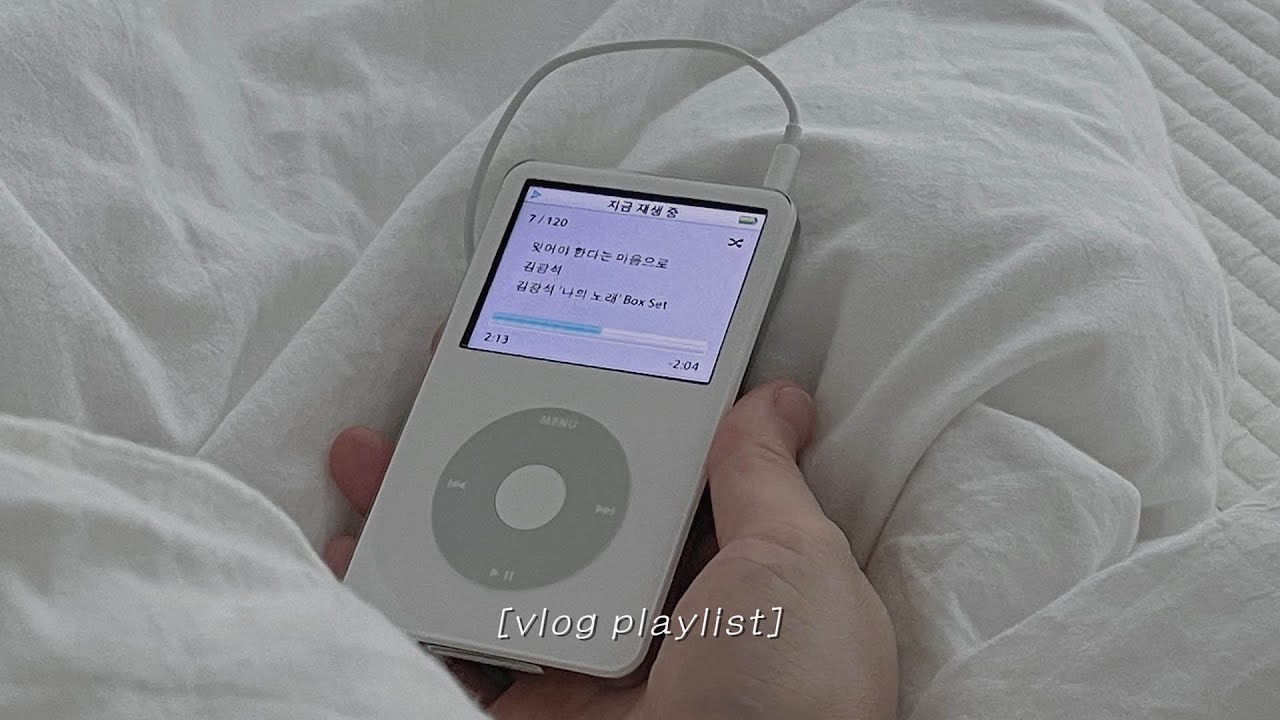 지금 재생 중
7 / 120
잊어야 한다는 마음으로
김광석
김광석 '나의 노래' Box Set
2:13
-2:04
MENU
[vlog playlist]